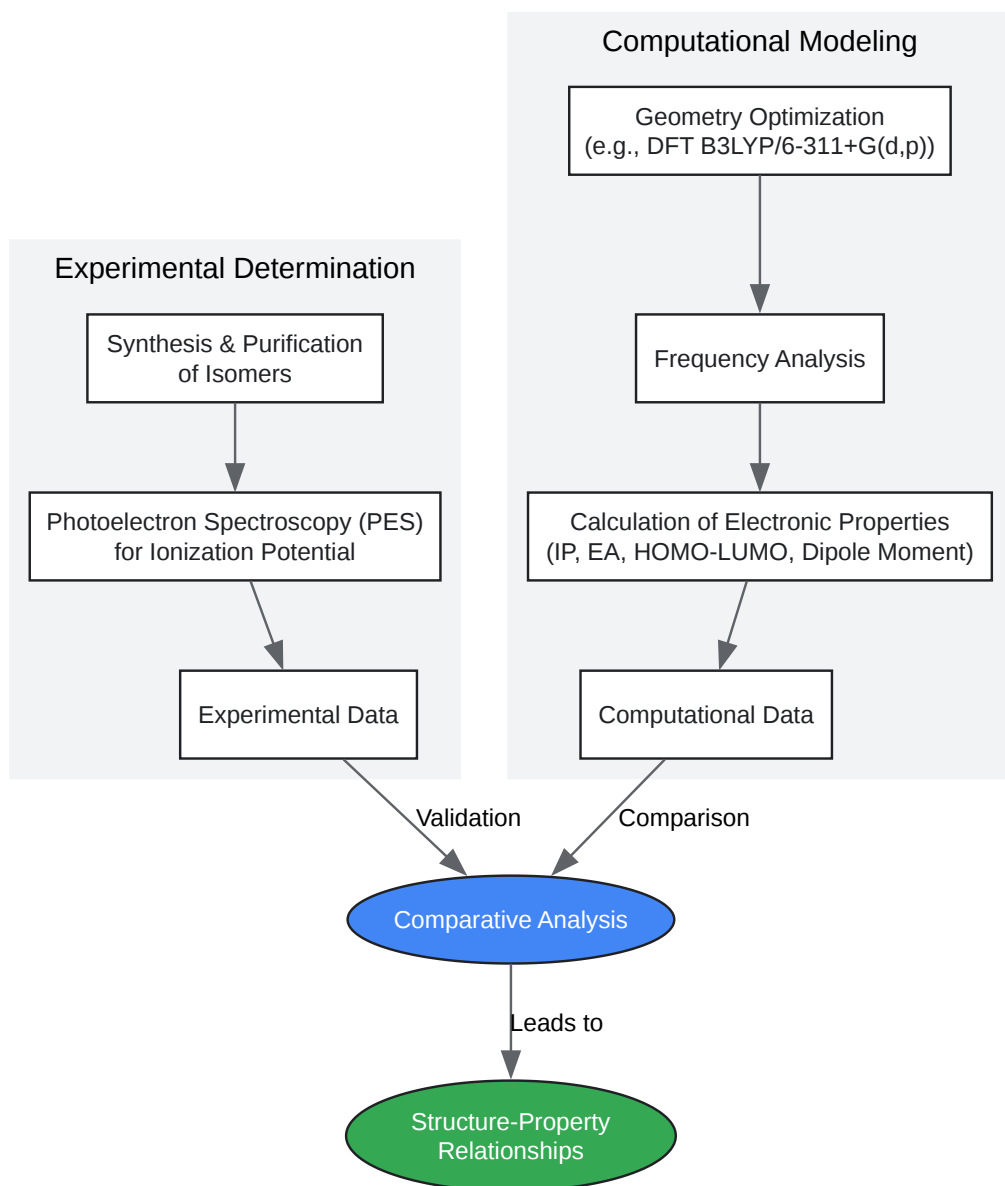 Computational Modeling
Geometry Optimization
(e.g., DFT B3LYP/6-311+G(d,p))
Experimental Determination
Synthesis & Purification
of Isomers
Frequency Analysis
Photoelectron Spectroscopy (PES)
for Ionization Potential
Calculation of Electronic Properties
(IP, EA, HOMO-LUMO, Dipole Moment)
Experimental Data
Computational Data
Validation
Comparison
Comparative Analysis
Leads to
Structure-Property
Relationships